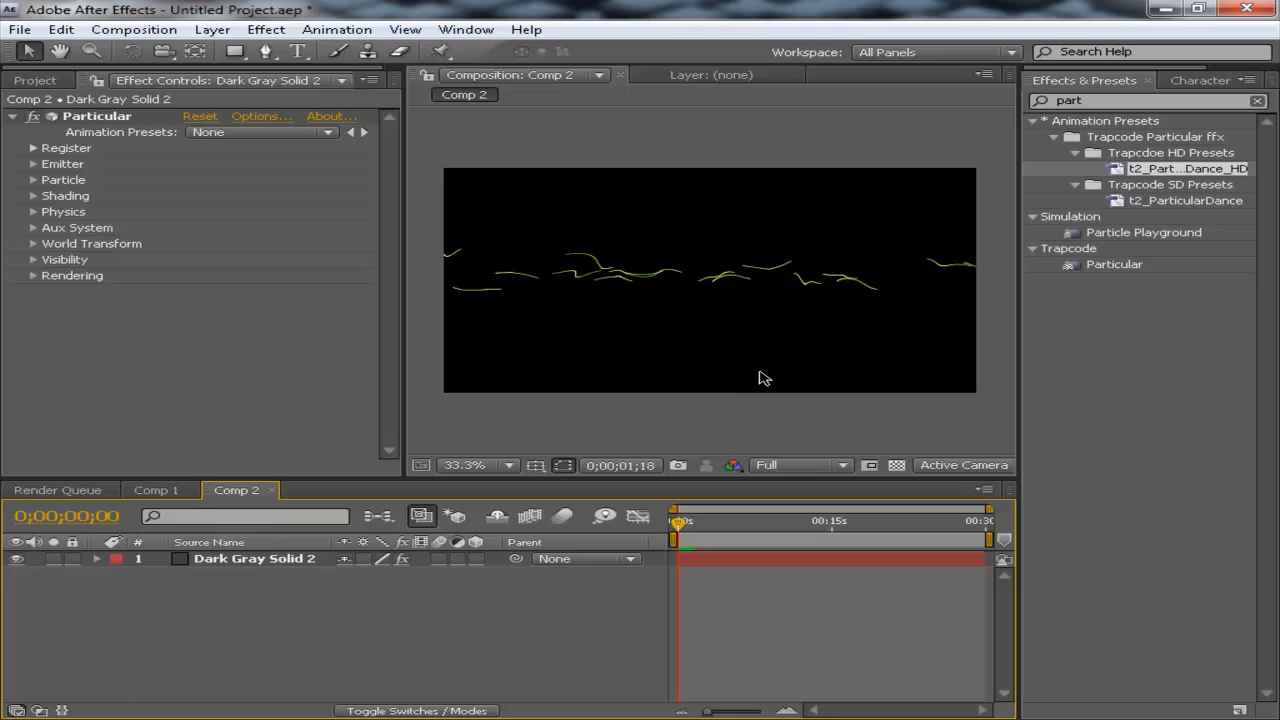 Adobe After Effects - Untitled Project.aep *
File Edit Composition Layer Effect Animation View Window Help
Workspace: All Panels Search Help
Project Effect Controls: Dark Gray Solid 2
Comp 2 • Dark Gray Solid 2
fx Particular Reset Options... About...
Animation Presets: None
Register
Emitter
Particle
Shading
Physics
Aux System
World Transform
Visibility
Rendering
Composition: Comp 2 Layer: (none)
Comp 2
33.3% 0;00;01;18 Full Active Camera
Effects & Presets Character
part
* Animation Presets
Trapcode Particular ffx
Trapcdoe HD Presets
t2_Part...Dance_HD
Trapcode SD Presets
t2_ParticularDance
Simulation
Particle Playground
Trapcode
Particular
Render Queue Comp 1 Comp 2
0;00;00;00
00:15s 00:30
# Source Name Parent
1 Dark Gray Solid 2 None
Toggle Switches / Modes